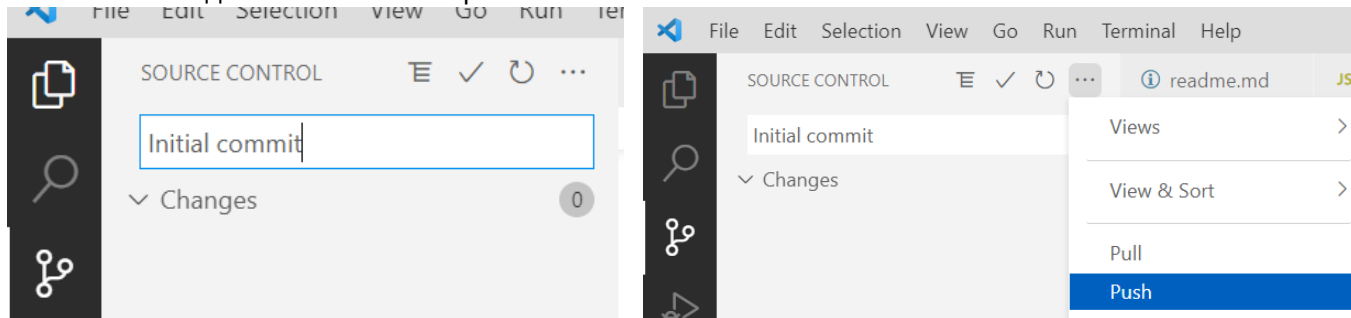 File Edit Selection View Go Run
SOURCE CONTROL
Initial commit
Changes 0
File Edit Selection View Go Run Terminal Help
SOURCE CONTROL readme.md JS
Initial commit
Changes
Views
View & Sort
Pull
Push